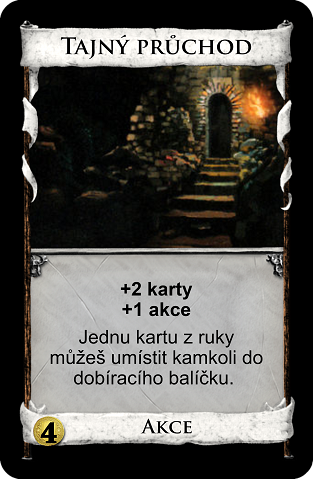 Tajný průchod
+2 karty
+1 akce
Jednu kartu z ruky
můžeš umístit kamkoli do
dobíracího balíčku.
4
Akce